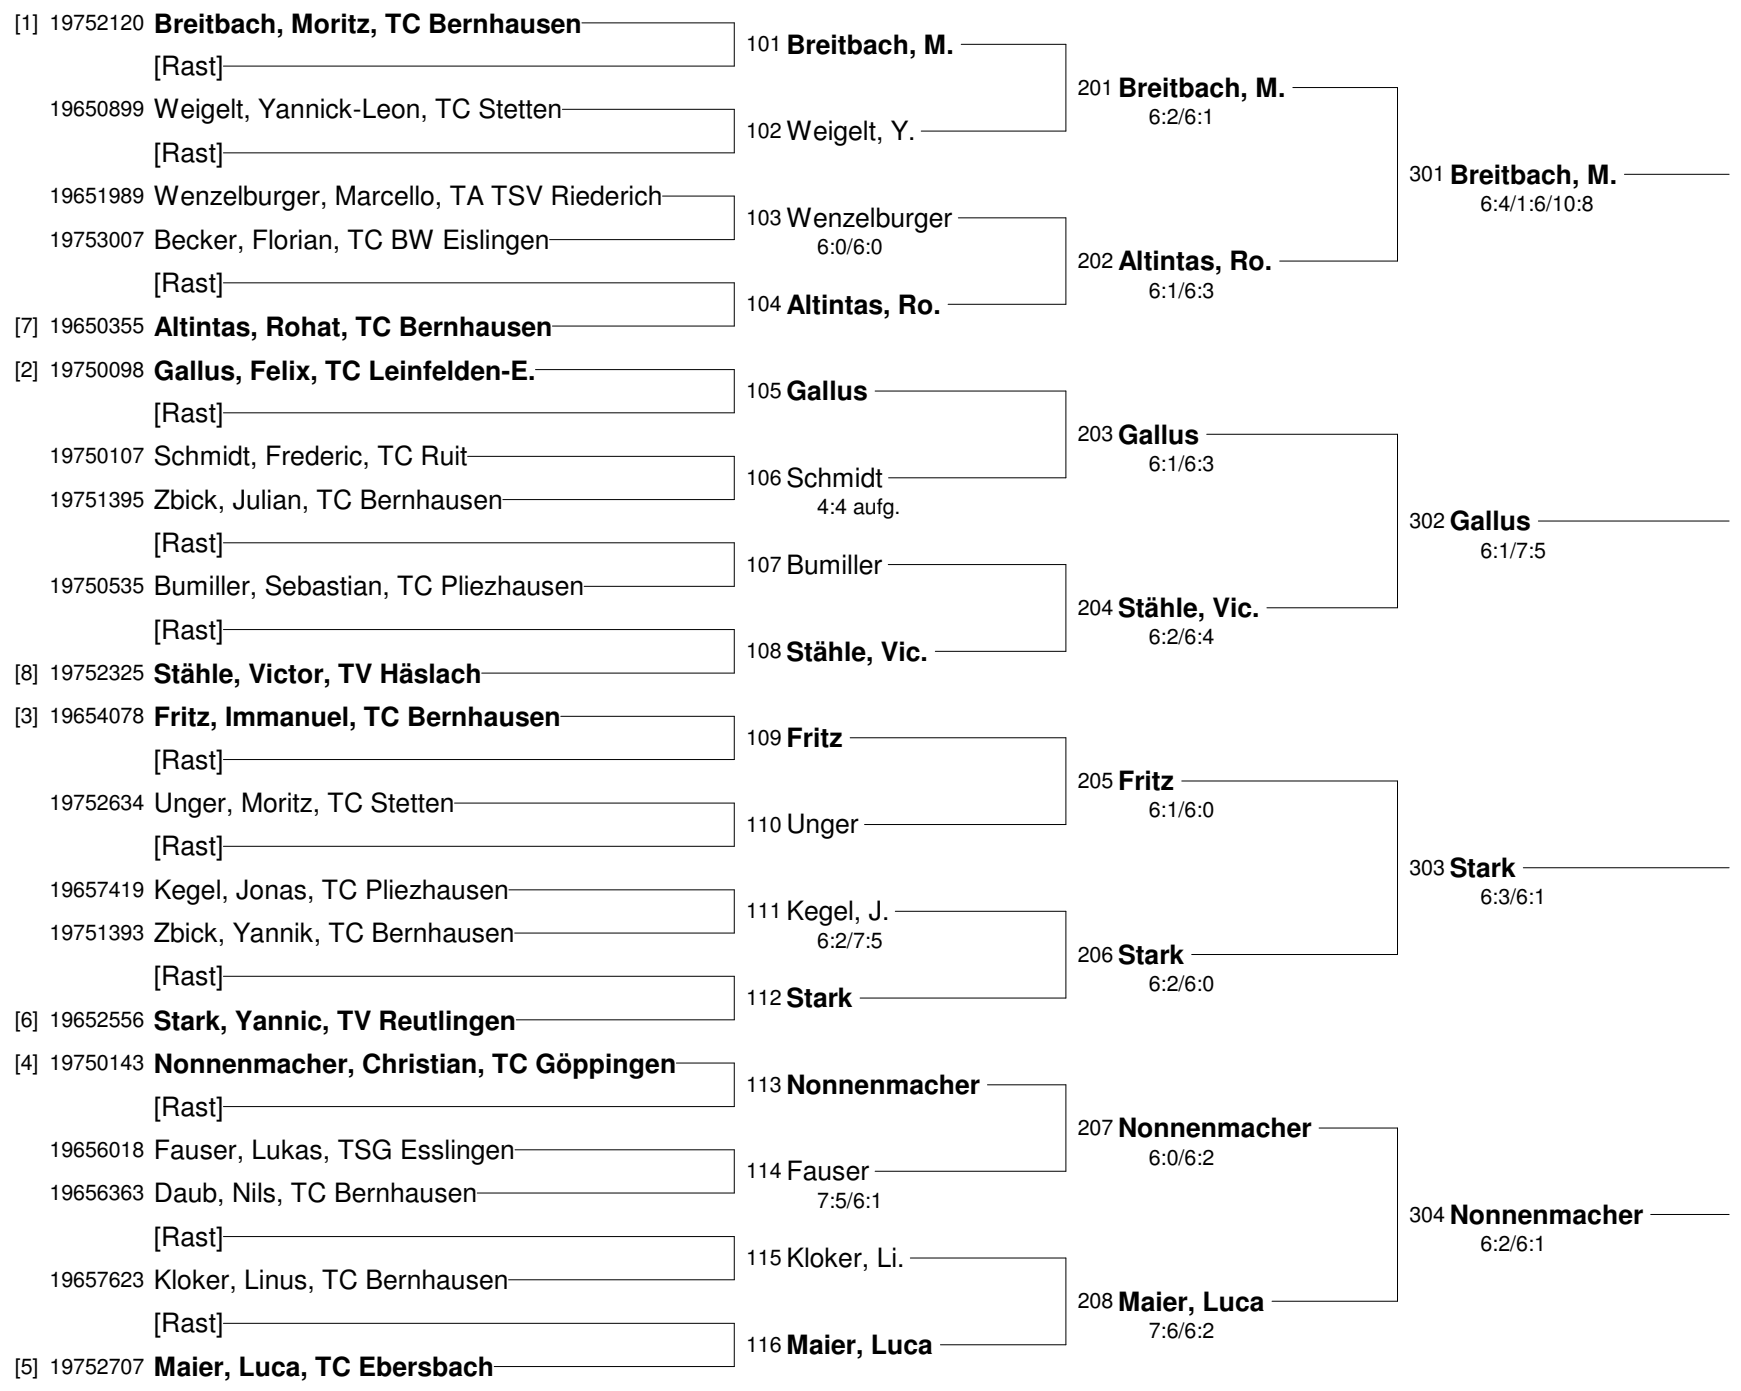 [1] 19752120 Breitbach, Moritz, TC Bernhausen
[Rast]
19650899 Weigelt, Yannick-Leon, TC Stetten
[Rast]
19651989 Wenzelburger, Marcello, TA TSV Riederich
19753007 Becker, Florian, TC BW Eislingen
[Rast]
[7] 19650355 Altintas, Rohat, TC Bernhausen
[2] 19750098 Gallus, Felix, TC Leinfelden-E.
[Rast]
19750107 Schmidt, Frederic, TC Ruit
19751395 Zbick, Julian, TC Bernhausen
[Rast]
19750535 Bumiller, Sebastian, TC Pliezhausen
[Rast]
[8] 19752325 Stähle, Victor, TV Häslach
[3] 19654078 Fritz, Immanuel, TC Bernhausen
[Rast]
19752634 Unger, Moritz, TC Stetten
[Rast]
19657419 Kegel, Jonas, TC Pliezhausen
19751393 Zbick, Yannik, TC Bernhausen
[Rast]
[6] 19652556 Stark, Yannic, TV Reutlingen
[4] 19750143 Nonnenmacher, Christian, TC Göppingen
[Rast]
19656018 Fauser, Lukas, TSG Esslingen
19656363 Daub, Nils, TC Bernhausen
[Rast]
19657623 Kloker, Linus, TC Bernhausen
[Rast]
[5] 19752707 Maier, Luca, TC Ebersbach
101 Breitbach, M.
102 Weigelt, Y.
103 Wenzelburger
6:0/6:0
104 Altintas, Ro.
105 Gallus
106 Schmidt
4:4 aufg.
107 Bumiller
108 Stähle, Vic.
109 Fritz
110 Unger
111 Kegel, J.
6:2/7:5
112 Stark
113 Nonnenmacher
114 Fauser
7:5/6:1
115 Kloker, Li.
116 Maier, Luca
201 Breitbach, M.
6:2/6:1
202 Altintas, Ro.
6:1/6:3
203 Gallus
6:1/6:3
204 Stähle, Vic.
6:2/6:4
205 Fritz
6:1/6:0
206 Stark
6:2/6:0
207 Nonnenmacher
6:0/6:2
208 Maier, Luca
7:6/6:2
301 Breitbach, M.
6:4/1:6/10:8
302 Gallus
6:1/7:5
303 Stark
6:3/6:1
304 Nonnenmacher
6:2/6:1